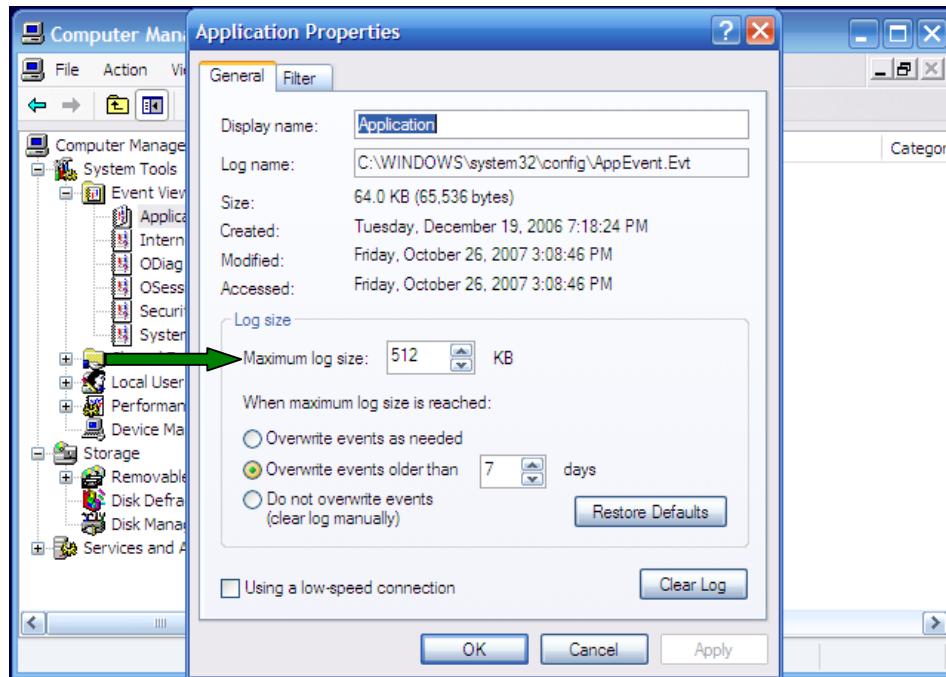 Computer Mana
File Action Vi
Computer Manage
System Tools
Event View
Applica
Intern
ODiag
OSess
Securit
System
Local User
Performan
Device Ma
Storage
Removable
Disk Defra
Disk Manag
Services and A
Application Properties
General Filter
Display name: Application
Log name: C:\WINDOWS\system32\config\AppEvent.Evt
Size: 64.0 KB (65,536 bytes)
Created: Tuesday, December 19, 2006 7:18:24 PM
Modified: Friday, October 26, 2007 3:08:46 PM
Accessed: Friday, October 26, 2007 3:08:46 PM
Log size
Maximum log size: 512 KB
When maximum log size is reached:
Overwrite events as needed
Overwrite events older than 7 days
Do not overwrite events
(clear log manually)
Restore Defaults
Using a low-speed connection
Clear Log
OK Cancel Apply
Categor